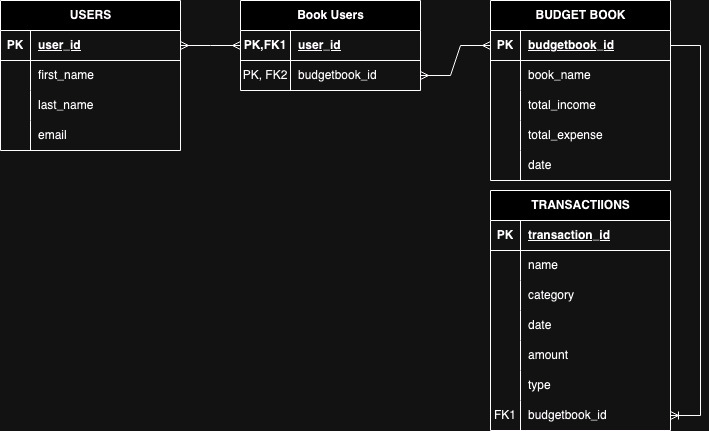 USERS
PK user_id
first_name
last_name
email
Book Users
PK,FK1 user_id
PK, FK2 budgetbook_id
BUDGET BOOK
PK budgetbook_id
book_name
total_income
total_expense
date
TRANSACTIIONS
PK transaction_id
name
category
date
amount
type
FK1 budgetbook_id